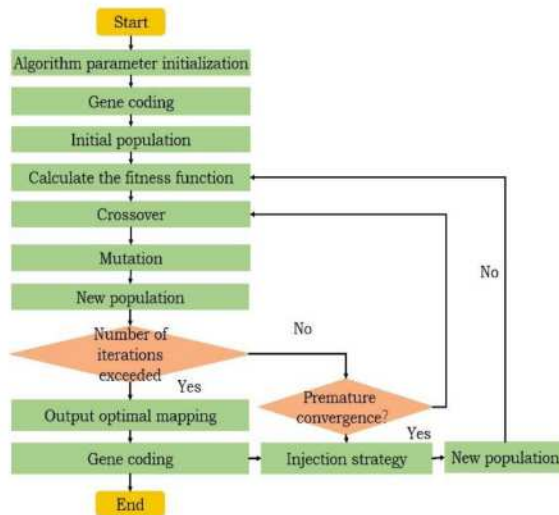 Start
Algorithm parameter initialization
Gene coding
Initial population
Calculate the fitness function
Crossover
Mutation
New population
Number of
iterations
exceeded
No
No
Yes
Premature
convergence?
Output optimal mapping
Yes
Gene coding
Injection strategy
New population
End